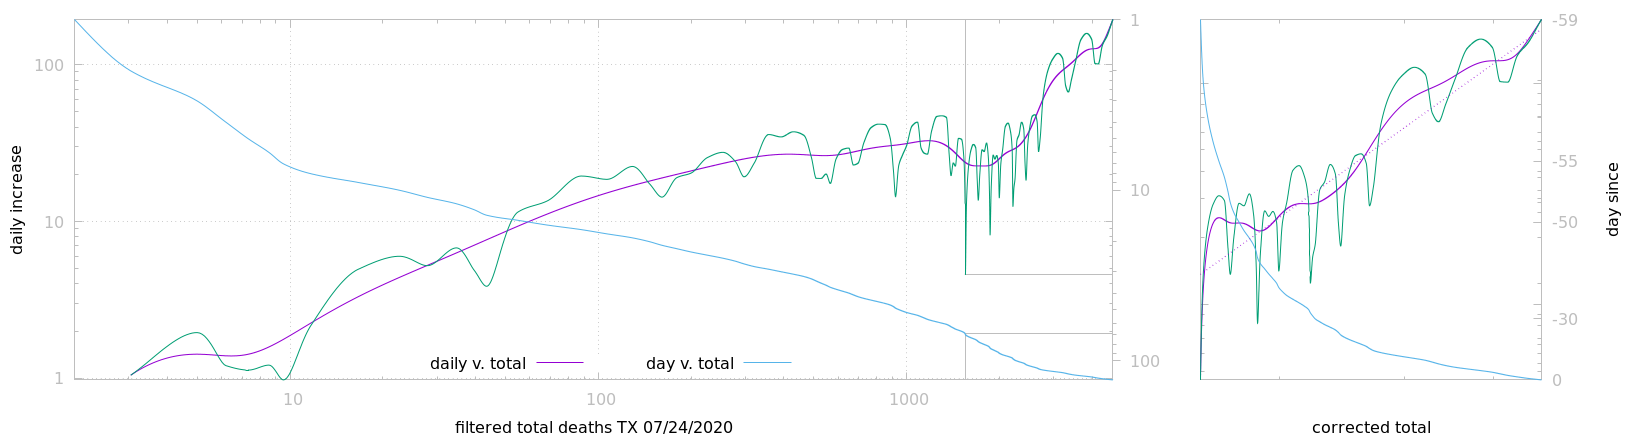 daily increase
100
10
1
10
100
1000
1
10
100
daily v. total
day v. total
filtered total deaths TX 07/24/2020
-59
-55
-50
-30
0
day since
corrected total